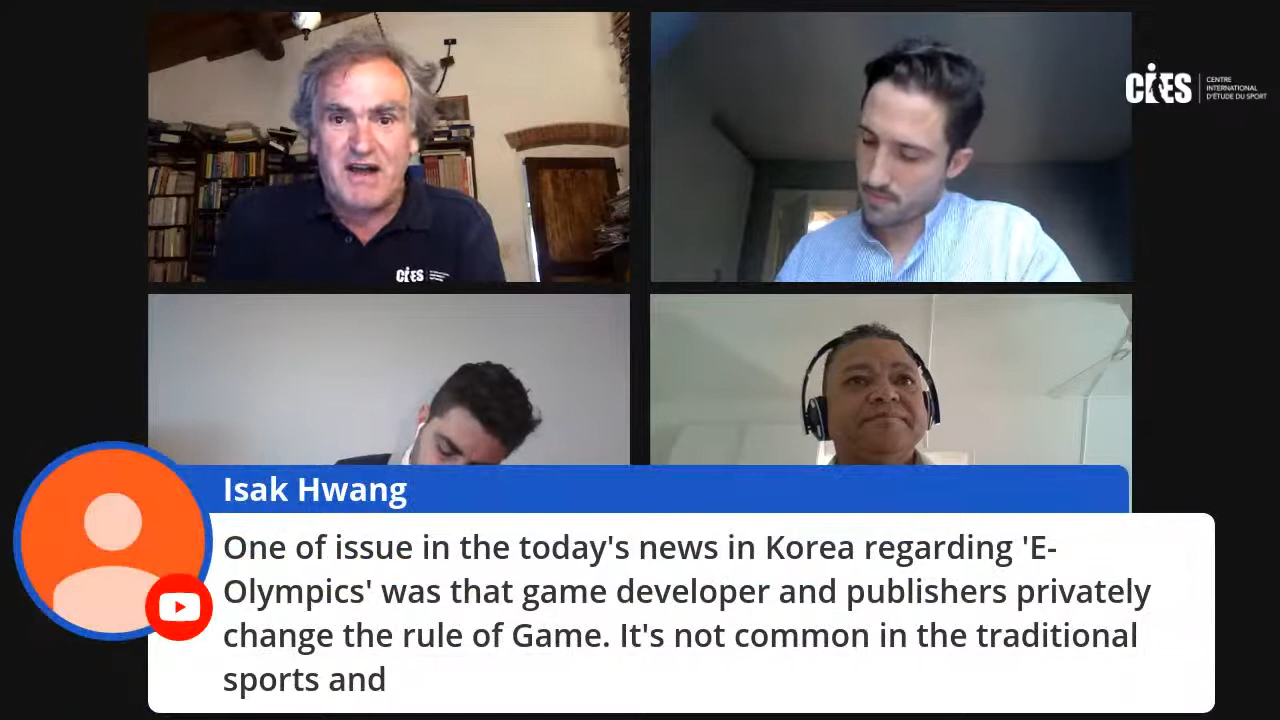 CIES
CENTRE
INTERNATIONAL
D'ÉTUDE DU SPORT
CIES
Isak Hwang
One of issue in the today's news in Korea regarding 'E-
Olympics' was that game developer and publishers privately
change the rule of Game. It's not common in the traditional
sports and